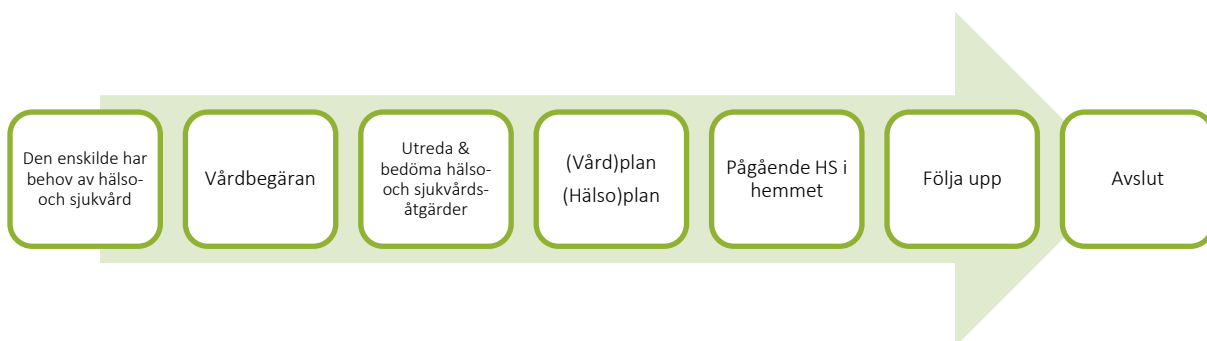 Den enskilde har
behov av hälso-
och sjukvård
Vårdbegäran
Utreda &
bedöma hälso-
och sjukvårds-
åtgärder
(Vård)plan
(Hälso)plan
Pågående HS i
hemmet
Följa upp
Avslut